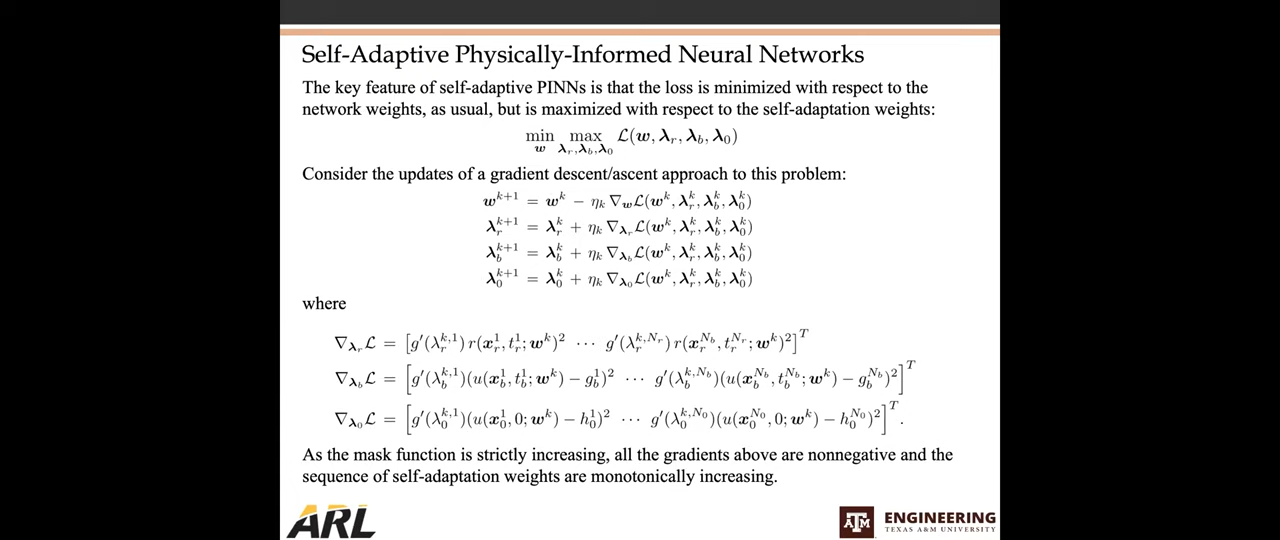 Self-Adaptive Physically-Informed Neural Networks
The key feature of self-adaptive PINNs is that the loss is minimized with respect to the
network weights, as usual, but is maximized with respect to the self-adaptation weights:
min_w max_{λ_r,λ_b,λ_0} ℒ(w, λ_r, λ_b, λ_0)
Consider the updates of a gradient descent/ascent approach to this problem:
w^{k+1} = w^k − η_k ∇_w ℒ(w^k, λ_r^k, λ_b^k, λ_0^k)
λ_r^{k+1} = λ_r^k + η_k ∇_{λ_r} ℒ(w^k, λ_r^k, λ_b^k, λ_0^k)
λ_b^{k+1} = λ_b^k + η_k ∇_{λ_b} ℒ(w^k, λ_r^k, λ_b^k, λ_0^k)
λ_0^{k+1} = λ_0^k + η_k ∇_{λ_0} ℒ(w^k, λ_r^k, λ_b^k, λ_0^k)
where
∇_{λ_r} ℒ = [g′(λ_r^{k,1}) r(x_r^1, t_r^1; w^k)^2 ⋯ g′(λ_r^{k,N_r}) r(x_r^{N_b}, t_r^{N_r}; w^k)^2]^T
∇_{λ_b} ℒ = [g′(λ_b^{k,1})(u(x_b^1, t_b^1; w^k) − g_b^1)^2 ⋯ g′(λ_b^{k,N_b})(u(x_b^{N_b}, t_b^{N_b}; w^k) − g_b^{N_b})^2]^T
∇_{λ_0} ℒ = [g′(λ_0^{k,1})(u(x_0^1, 0; w^k) − h_0^1)^2 ⋯ g′(λ_0^{k,N_0})(u(x_0^{N_0}, 0; w^k) − h_0^{N_0})^2]^T.
As the mask function is strictly increasing, all the gradients above are nonnegative and the
sequence of self-adaptation weights are monotonically increasing.
ARL
ATM ENGINEERING
TEXAS A&M UNIVERSITY